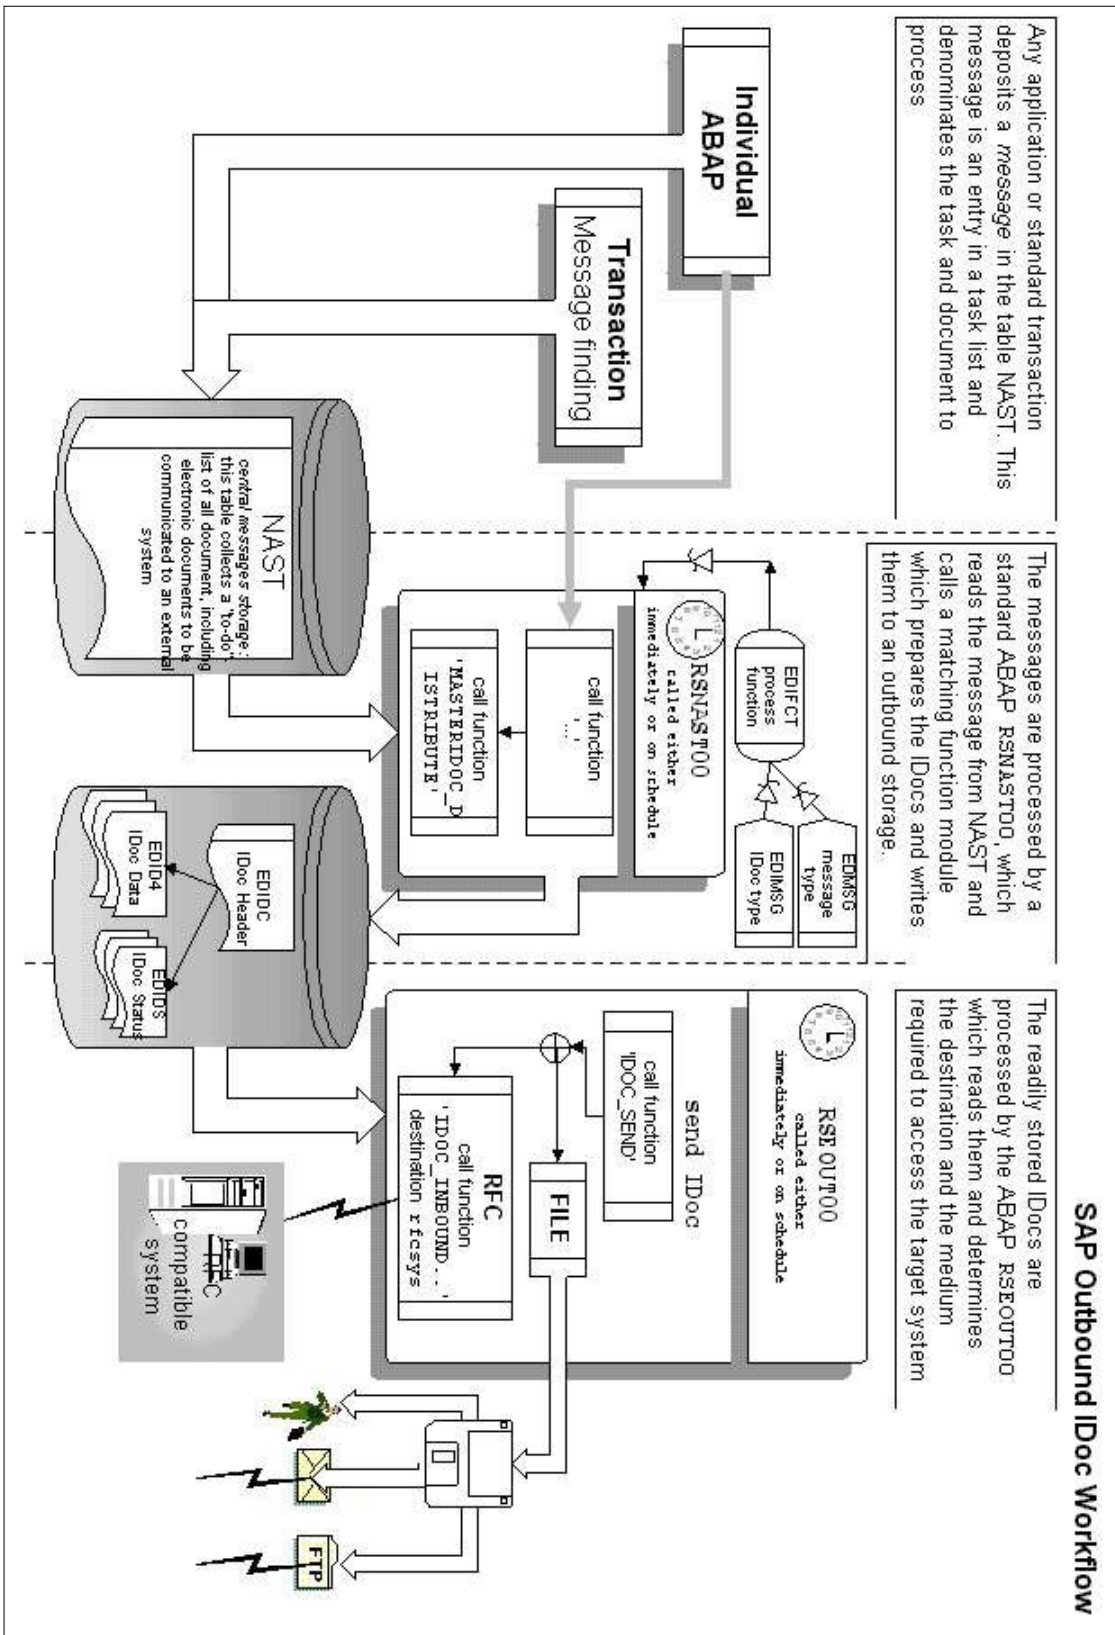 SAP Outbound IDoc Workflow
Any application or standard transaction
deposits a message in the table NAST. This
message is an entry in a task list and
denominates the task and document to
process
The messages are processed by a
standard ABAP RSNAST00, which
reads the message from NAST and
calls a matching function module
which prepares the IDocs and writes
them to an outbound storage.
The readily stored IDocs are
processed by the ABAP RSEOUT00
which reads them and determines
the destination and the medium
required to access the target system
Individual
ABAP
Transaction
Message finding
NAST
central messages storage:
this table collects a "to-do"
list of all document, including
electronic documents to be
communicated to an external
system
EDIFCT
process
function
EDMSG
message
type
EDIMSG
IDoc type
RSNAST00
called either
immediately or on schedule
call function
'...'
call function
'MASTERIDOC_D
ISTRIBUTE'
EDIDC
IDoc Header
EDID4
IDoc Data
EDIDS
IDoc Status
RSEOUT00
called either
immediately or on schedule
send IDoc
call function
'IDOC_SEND'
FILE
RFC
call function
'IDOC_INBOUND...'
destination rfcsys
C
compatible
system
FTP